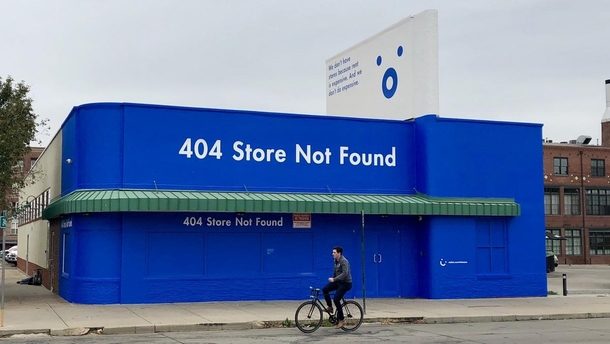 We don't have
stores because rent
is expensive. And we
don't do expensive.
404 Store Not Found
404 Store Not Found